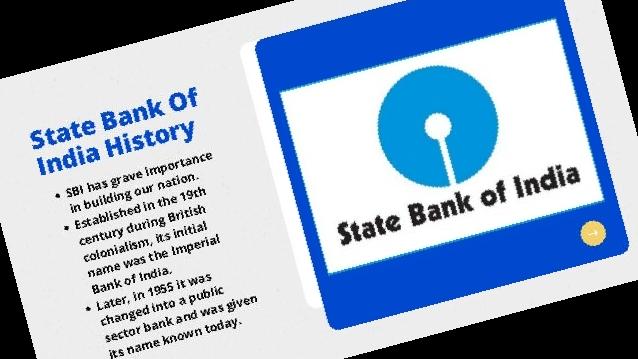 State Bank Of
India History
• SBI has grave importance
in building our nation.
• Established in the 19th
century during British
colonialism, its initial
name was the Imperial
Bank of India.
• Later, in 1955 it was
changed into a public
sector bank and was given
its name known today.
State Bank of India